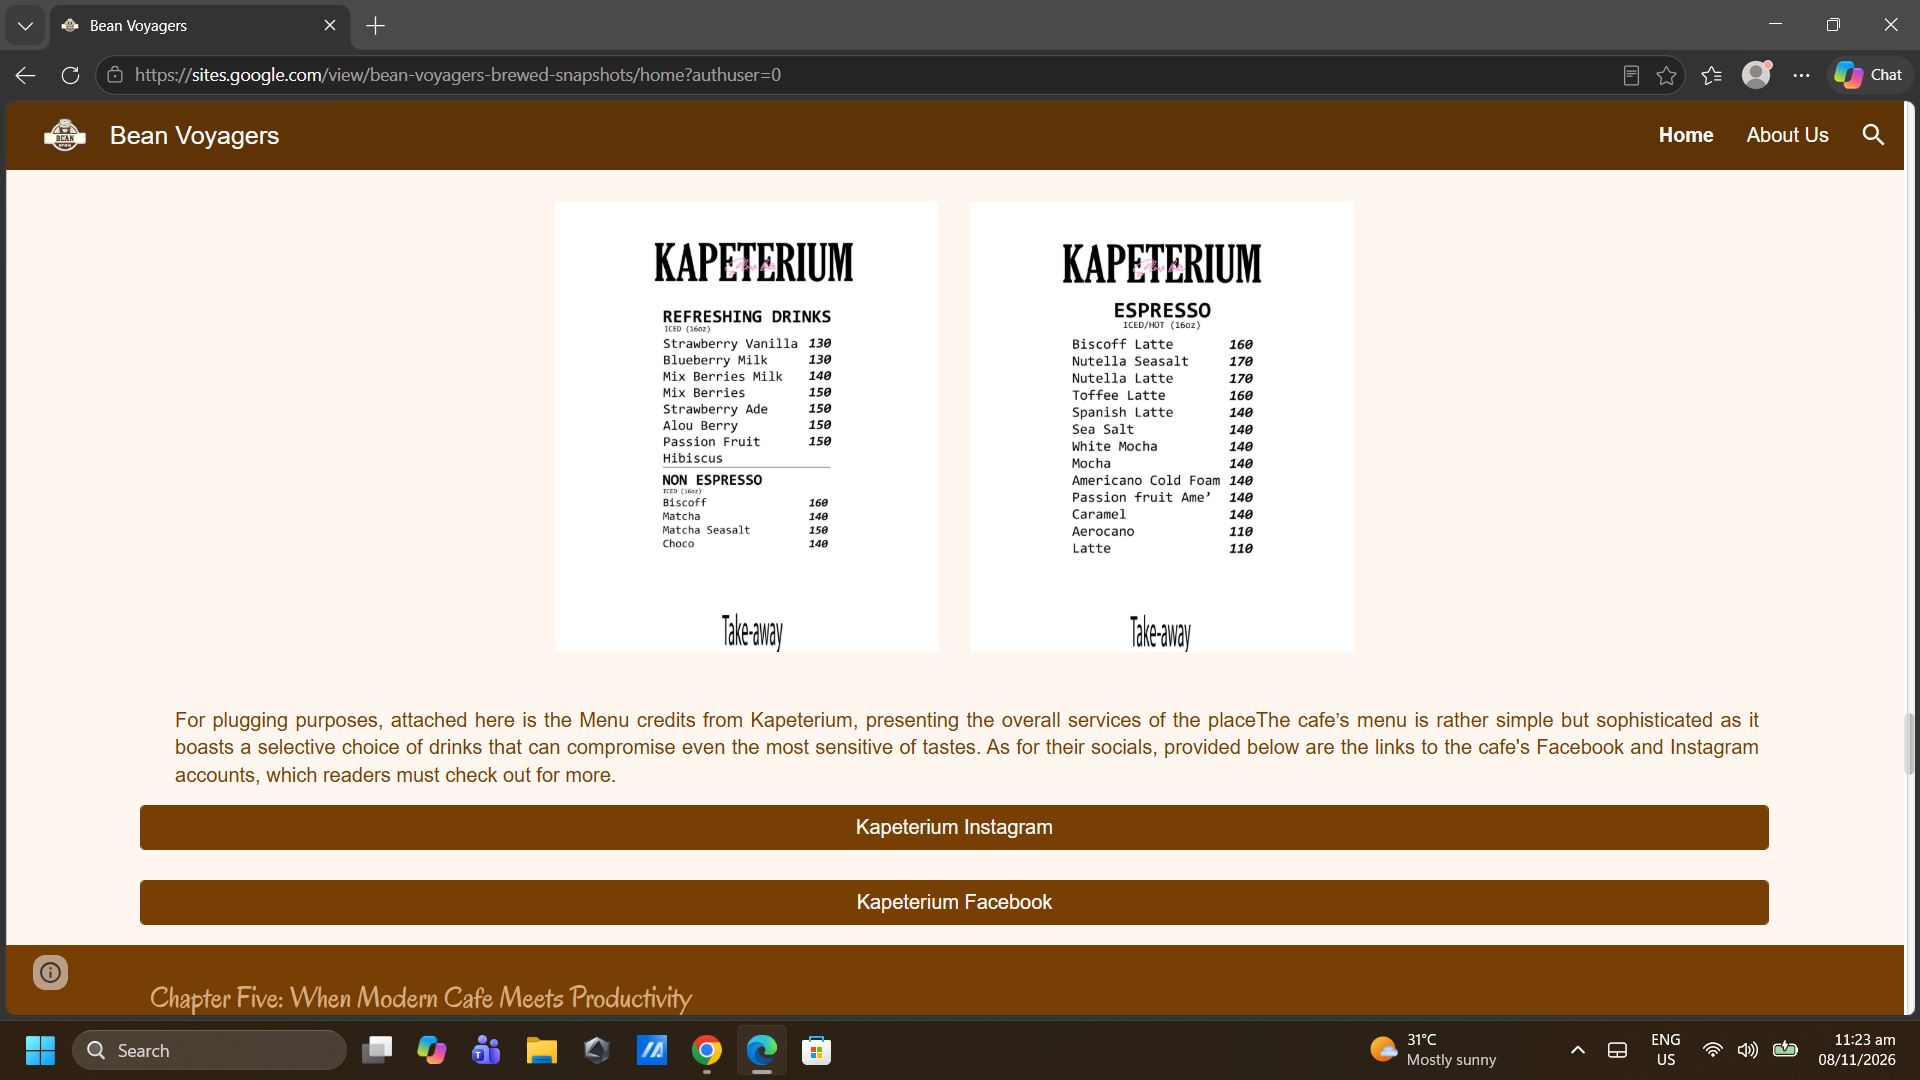 Bean Voyagers
https://sites.google.com/view/bean-voyagers-brewed-snapshots/home?authuser=0
Chat
BEAN
Bean Voyagers
Home
About Us
KAPETERIUM
REFRESHING DRINKS
ICED (16oz)
Strawberry Vanilla 130
Blueberry Milk 130
Mix Berries Milk 140
Mix Berries 150
Strawberry Ade 150
Alou Berry 150
Passion Fruit 150
Hibiscus
NON ESPRESSO
ICED (16oz)
Biscoff 160
Matcha 140
Matcha Seasalt 150
Choco 140
Take-away
KAPETERIUM
ESPRESSO
ICED/HOT (16oz)
Biscoff Latte 160
Nutella Seasalt 170
Nutella Latte 170
Toffee Latte 160
Spanish Latte 140
Sea Salt 140
White Mocha 140
Mocha 140
Americano Cold Foam 140
Passion fruit Ame’ 140
Caramel 140
Aerocano 110
Latte 110
Take-away
For plugging purposes, attached here is the Menu credits from Kapeterium, presenting the overall services of the placeThe cafe’s menu is rather simple but sophisticated as it
boasts a selective choice of drinks that can compromise even the most sensitive of tastes. As for their socials, provided below are the links to the cafe's Facebook and Instagram
accounts, which readers must check out for more.
Kapeterium Instagram
Kapeterium Facebook
Chapter Five: When Modern Cafe Meets Productivity
Search
31°C
Mostly sunny
ENG
US
11:23 am
08/11/2026